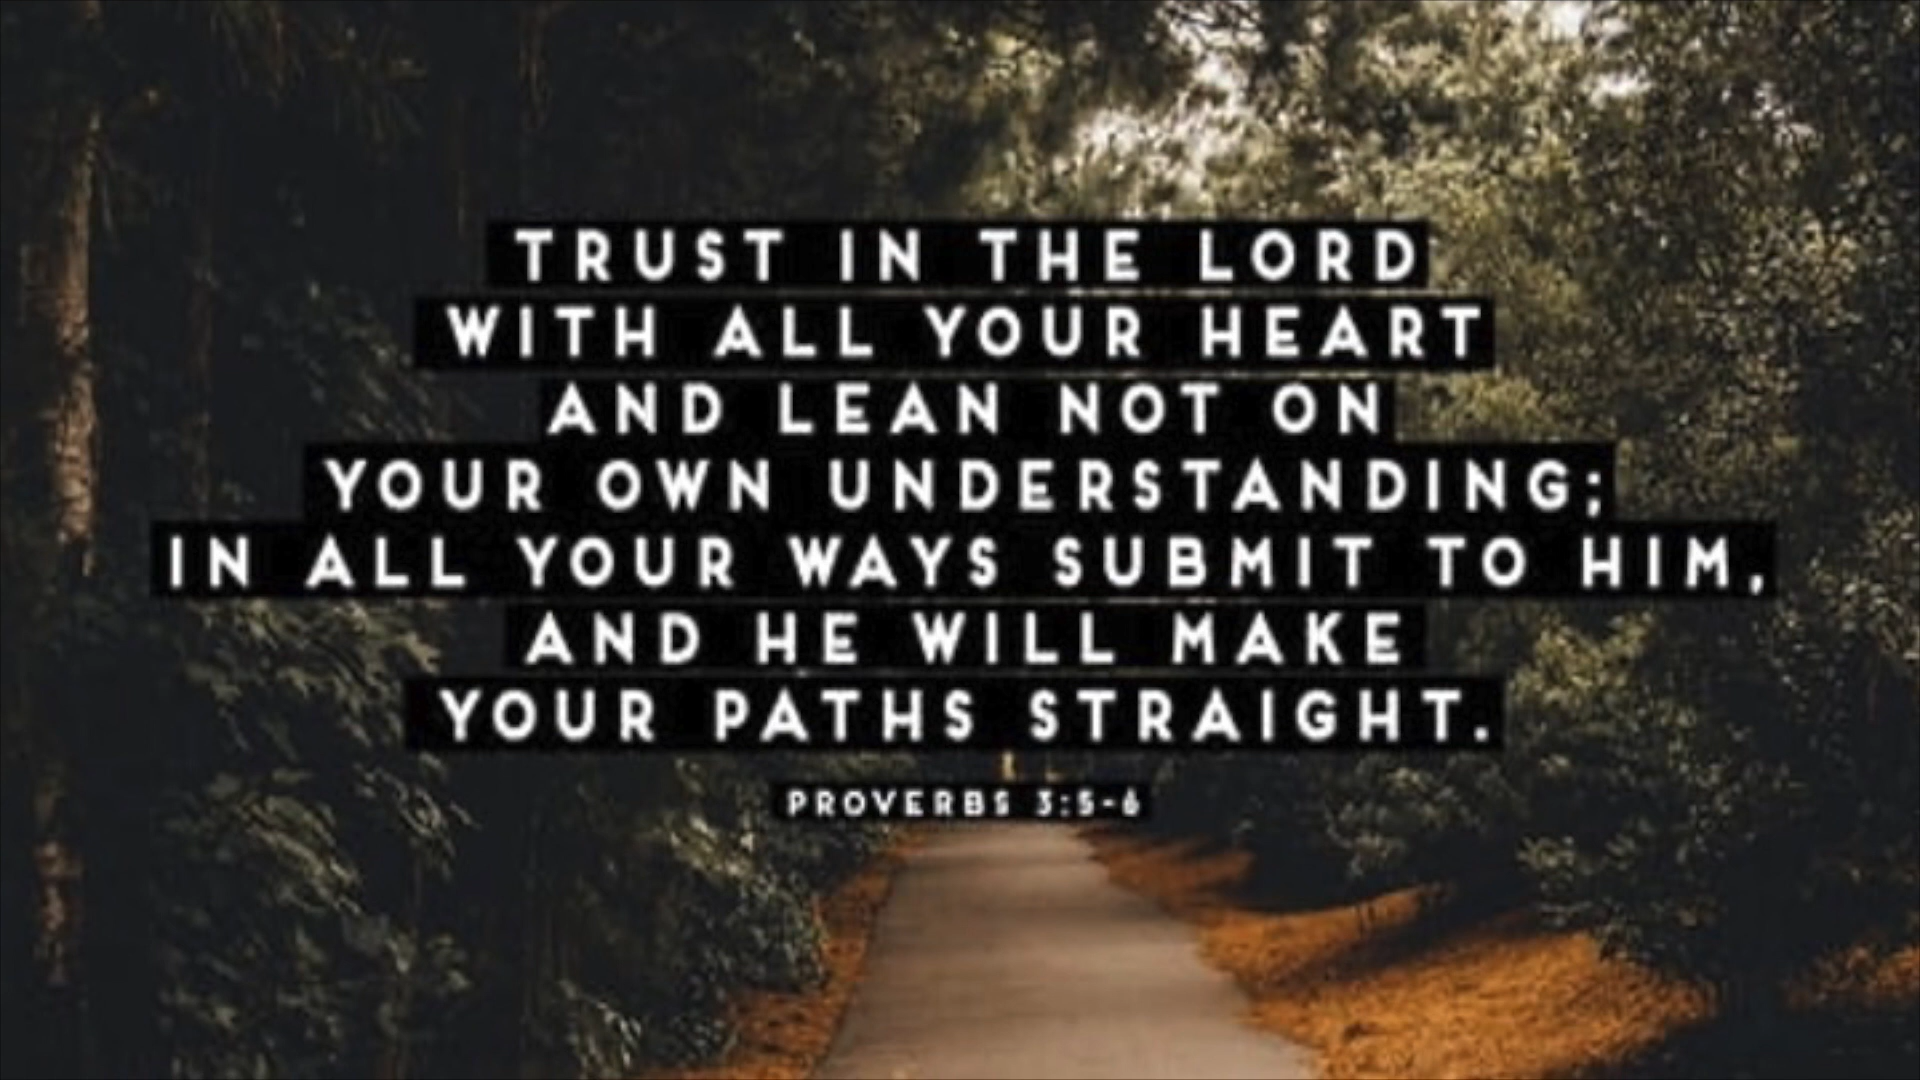 TRUST IN THE LORD
WITH ALL YOUR HEART
AND LEAN NOT ON
YOUR OWN UNDERSTANDING;
IN ALL YOUR WAYS SUBMIT TO HIM,
AND HE WILL MAKE
YOUR PATHS STRAIGHT.
PROVERBS 3:5-6